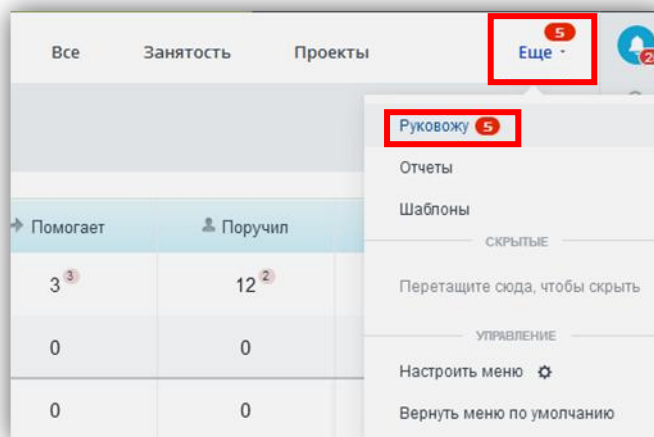 5
Все Занятость Проекты Еще
2
Руковожу 5
Отчеты
Шаблоны
Помогает Поручил
СКРЫТЫЕ
3 3 12 2
Перетащите сюда, чтобы скрыть
УПРАВЛЕНИЕ
0 0
Настроить меню
0 0
Вернуть меню по умолчанию